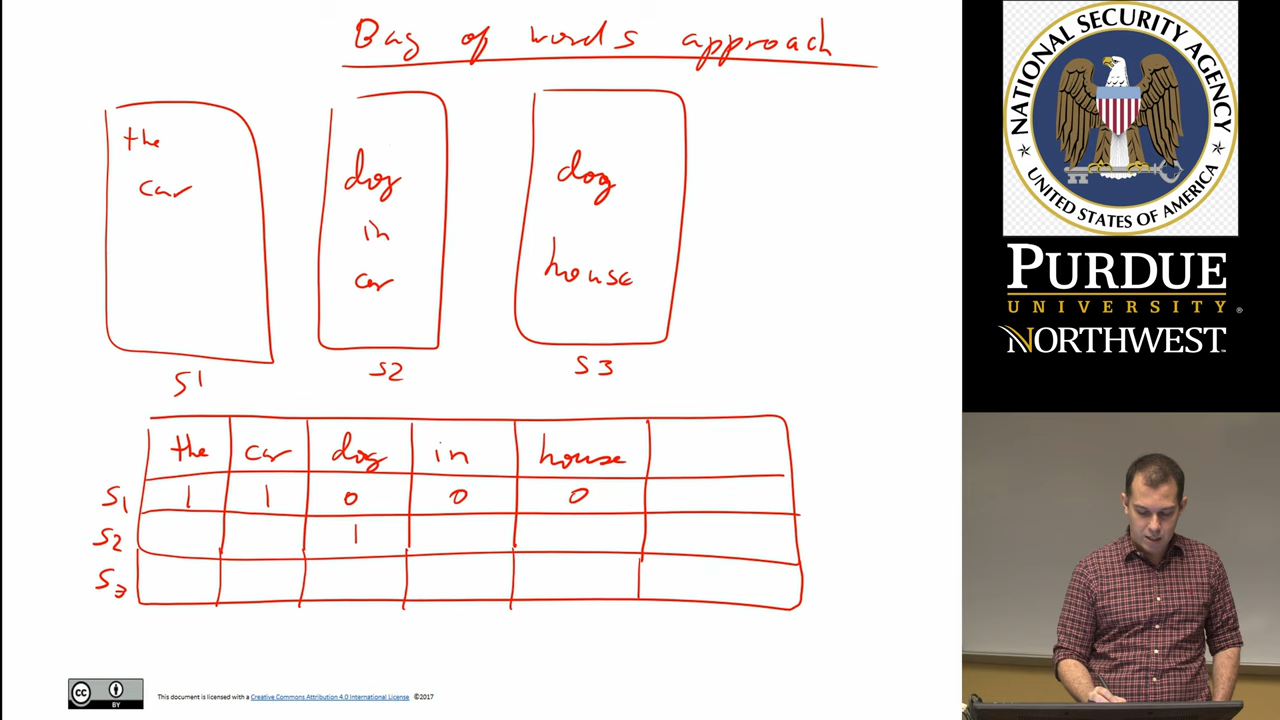 Bag of words approach
the
car
S1
dog
in
car
S2
dog
house
S3
the car dog in house
S1 1 1 0 0 0
S2 1
S3
CC BY
This document is licensed with a Creative Commons Attribution 4.0 International License ©2017
NATIONAL SECURITY AGENCY
UNITED STATES OF AMERICA
PURDUE
UNIVERSITY®
NORTHWEST